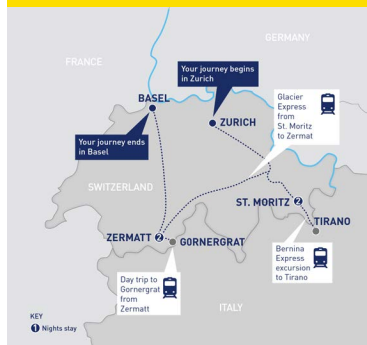 GERMANY
FRANCE
Your journey begins
in Zurich
BASEL
Glacier
Express
from
St. Moritz
to Zermat
ZURICH
Your journey ends
in Basel
SWITZERLAND
ST. MORITZ 2
TIRANO
ZERMATT 2
GORNERGRAT
Bernina
Express
excursion
to Tirano
Day trip to
Gornergrat
from
Zermatt
ITALY
KEY
1 Nights stay